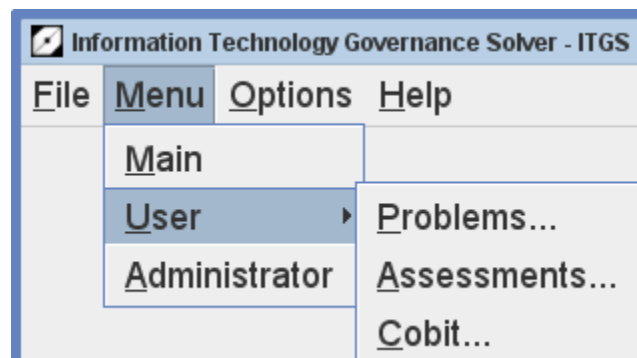 Information Technology Governance Solver - ITGS
File Menu Options Help
Main
User
Problems...
Administrator
Assessments...
Cobit...